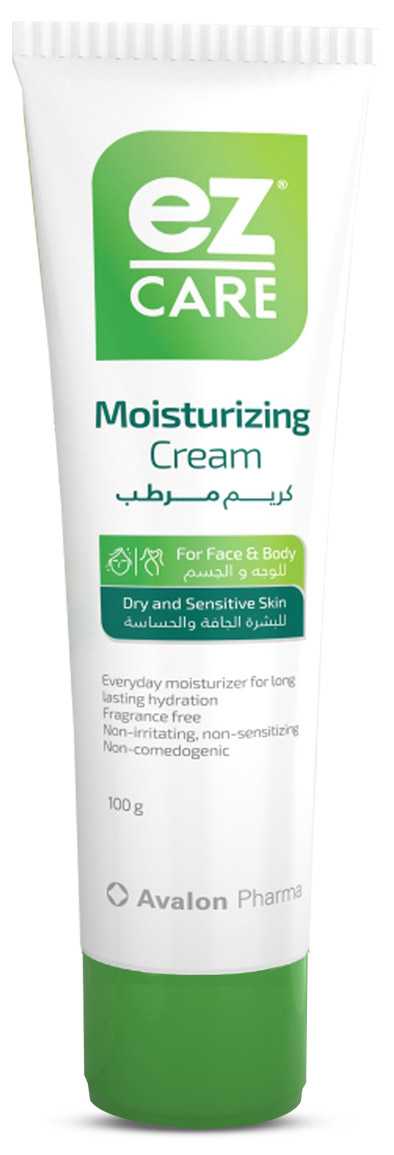 ez®
CARE
Moisturizing
Cream
كريم مرطب
For Face & Body
للوجه و الجسم
Dry and Sensitive Skin
للبشرة الجافة والحساسة
Everyday moisturizer for long
lasting hydration
Fragrance free
Non-irritating, non-sensitizing
Non-comedogenic
100 g
Avalon Pharma